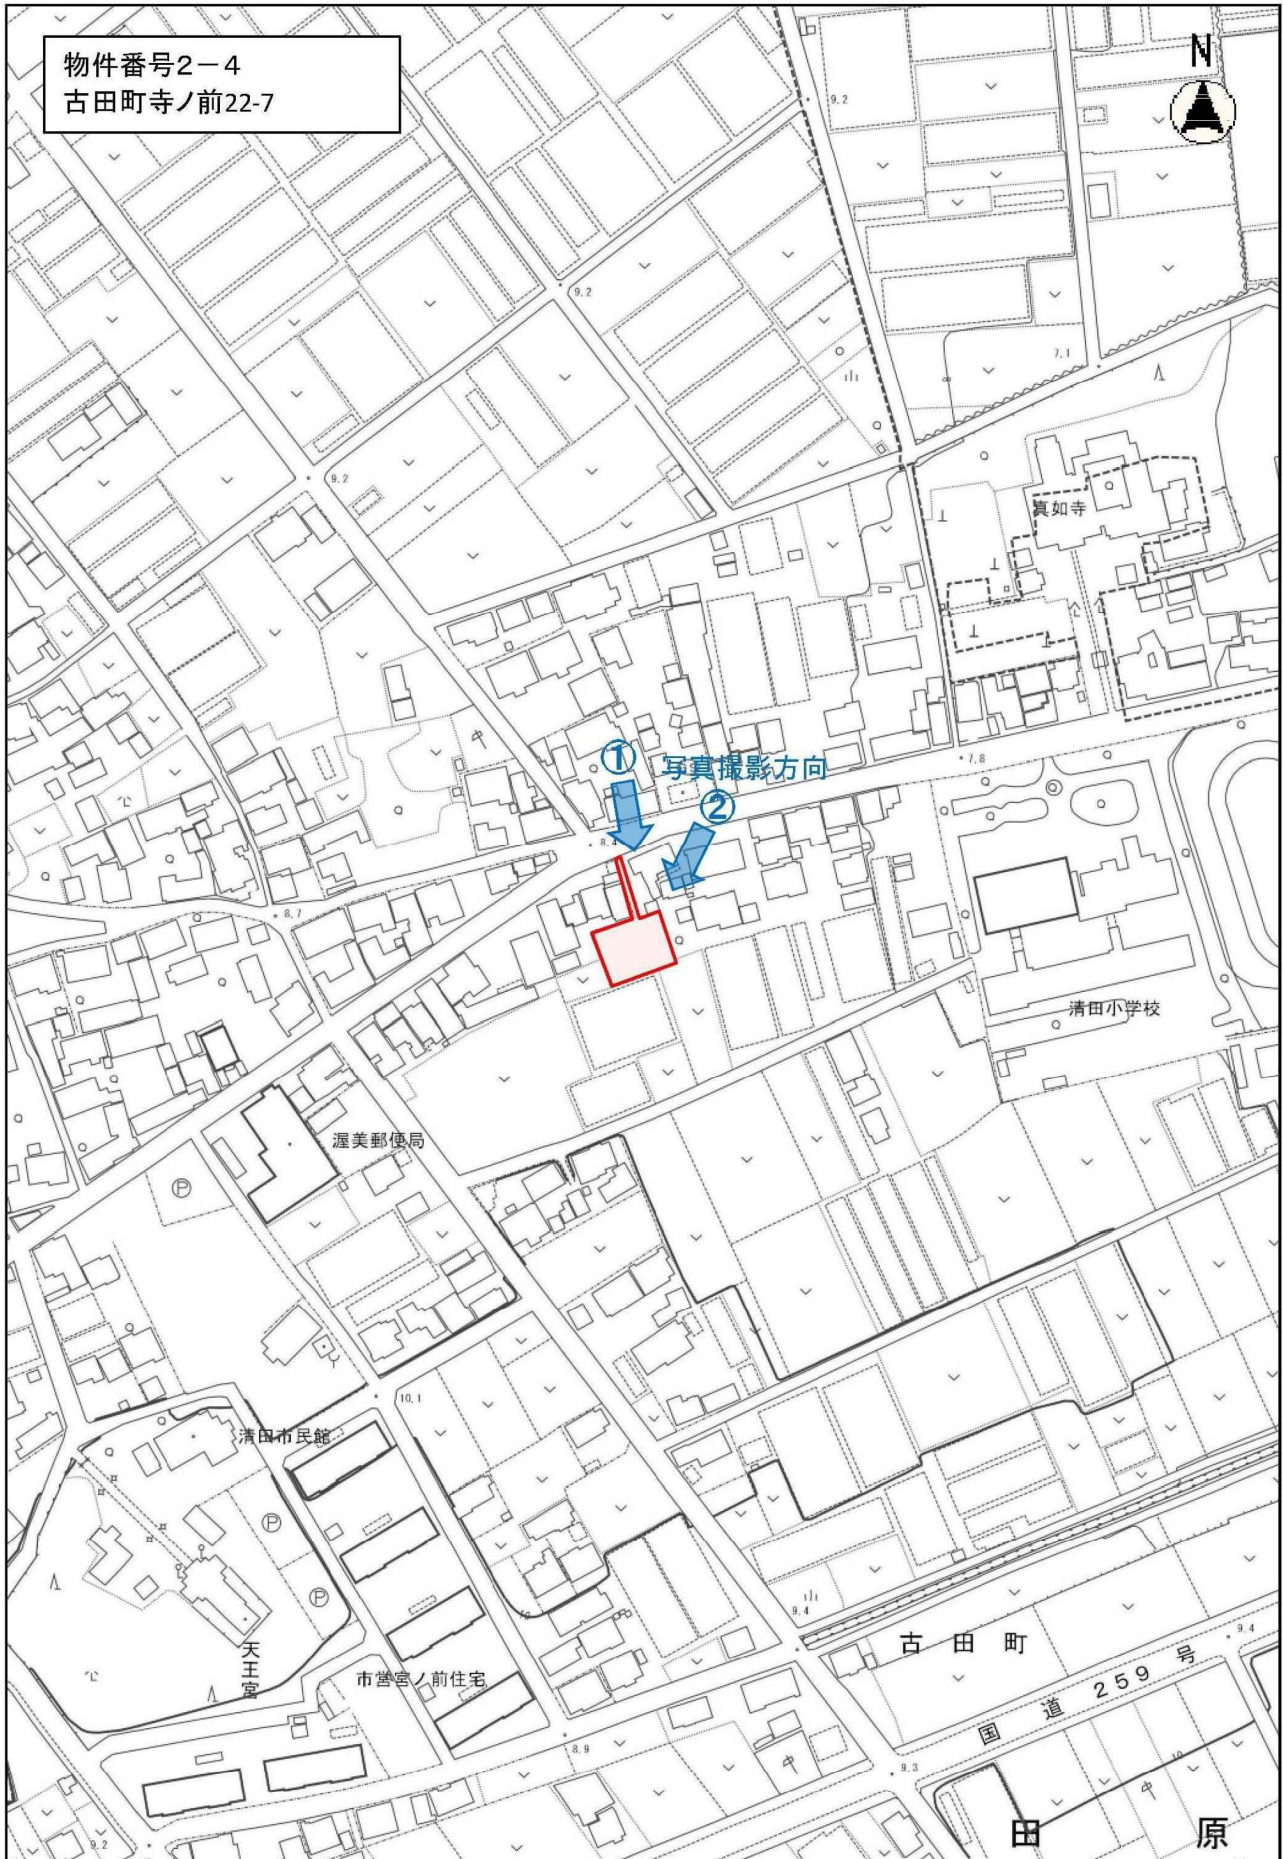 物件番号2-4
古田町寺ノ前22-7
N
9.2
9.2
7.1
9.2
真如寺
①
写真撮影方向
②
7.8
8.4
8.7
清田小学校
渥美郵便局
P
10.1
清田市民館
P
P
9.4
古田町
9.4
天王宮
市営宮ノ前住宅
国道259号
8.9
9.3
10
田原
9.2